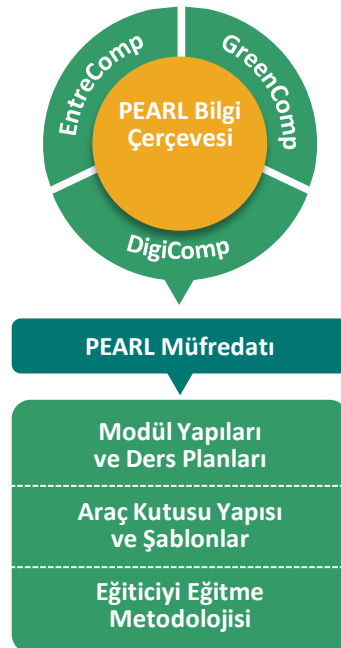 EntreComp
GreenComp
PEARL Bilgi
Çerçevesi
DigiComp
PEARL Müfredatı
Modül Yapıları
ve Ders Planları
Araç Kutusu Yapısı
ve Şablonlar
Eğiticiyi Eğitme
Metodolojisi